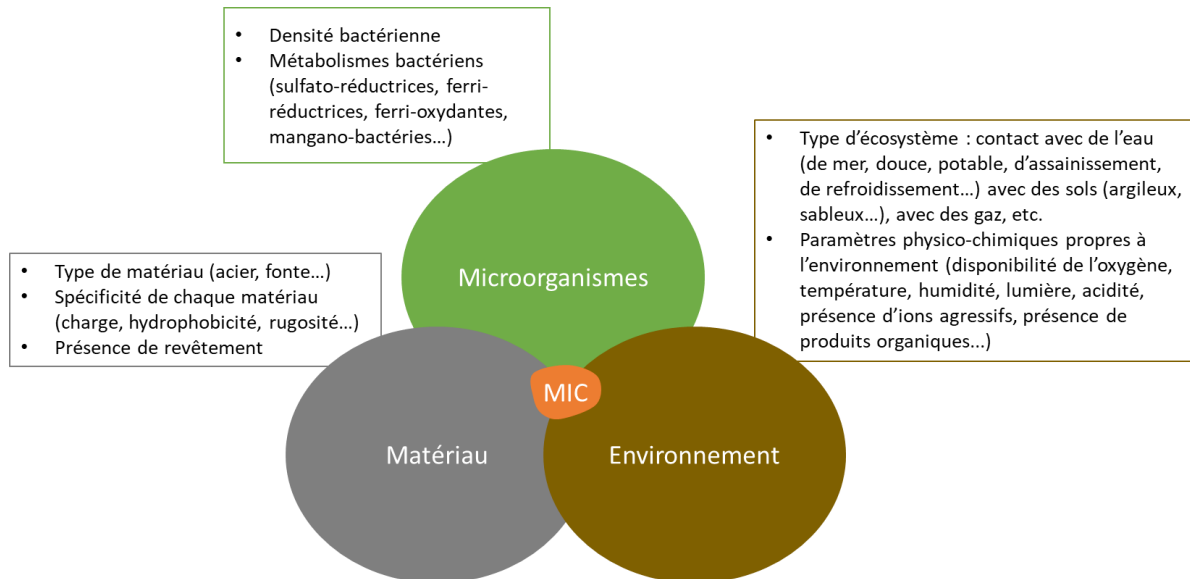 • Densité bactérienne
• Métabolismes bactériens
(sulfato-réductrices, ferri-
réductrices, ferri-oxydantes,
mangano-bactéries…)
• Type d’écosystème : contact avec de l’eau
(de mer, douce, potable, d’assainissement,
de refroidissement…) avec des sols (argileux,
sableux…), avec des gaz, etc.
• Paramètres physico-chimiques propres à
l’environnement (disponibilité de l’oxygène,
température, humidité, lumière, acidité,
présence d’ions agressifs, présence de
produits organiques...)
• Type de matériau (acier, fonte…)
• Spécificité de chaque matériau
(charge, hydrophobicité, rugosité…)
• Présence de revêtement
Microorganismes
MIC
Matériau
Environnement